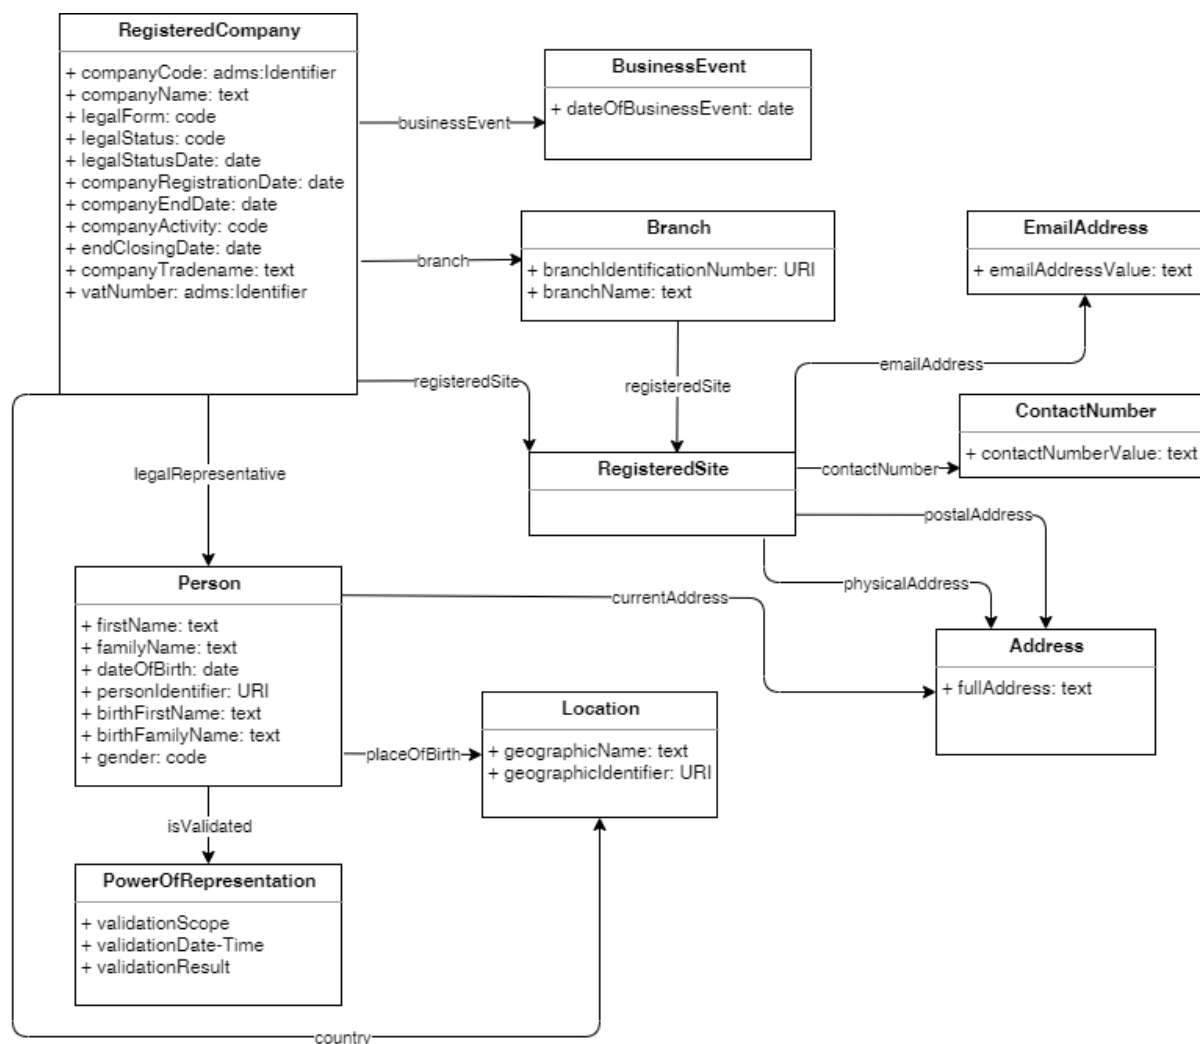 RegisteredCompany
+ companyCode: adms:Identifier
+ companyName: text
+ legalForm: code
+ legalStatus: code
+ legalStatusDate: date
+ companyRegistrationDate: date
+ companyEndDate: date
+ companyActivity: code
+ endClosingDate: date
+ companyTradename: text
+ vatNumber: adms:Identifier
businessEvent
BusinessEvent
+ dateOfBusinessEvent: date
branch
Branch
+ branchIdentificationNumber: URI
+ branchName: text
EmailAddress
+ emailAddressValue: text
registeredSite
registeredSite
emailAddress
ContactNumber
+ contactNumberValue: text
legalRepresentative
RegisteredSite
contactNumber
postalAddress
physicalAddress
Person
+ firstName: text
+ familyName: text
+ dateOfBirth: date
+ personIdentifier: URI
+ birthFirstName: text
+ birthFamilyName: text
+ gender: code
currentAddress
Address
+ fullAddress: text
placeOfBirth
Location
+ geographicName: text
+ geographicIdentifier: URI
isValidated
PowerOfRepresentation
+ validationScope
+ validationDate-Time
+ validationResult
country